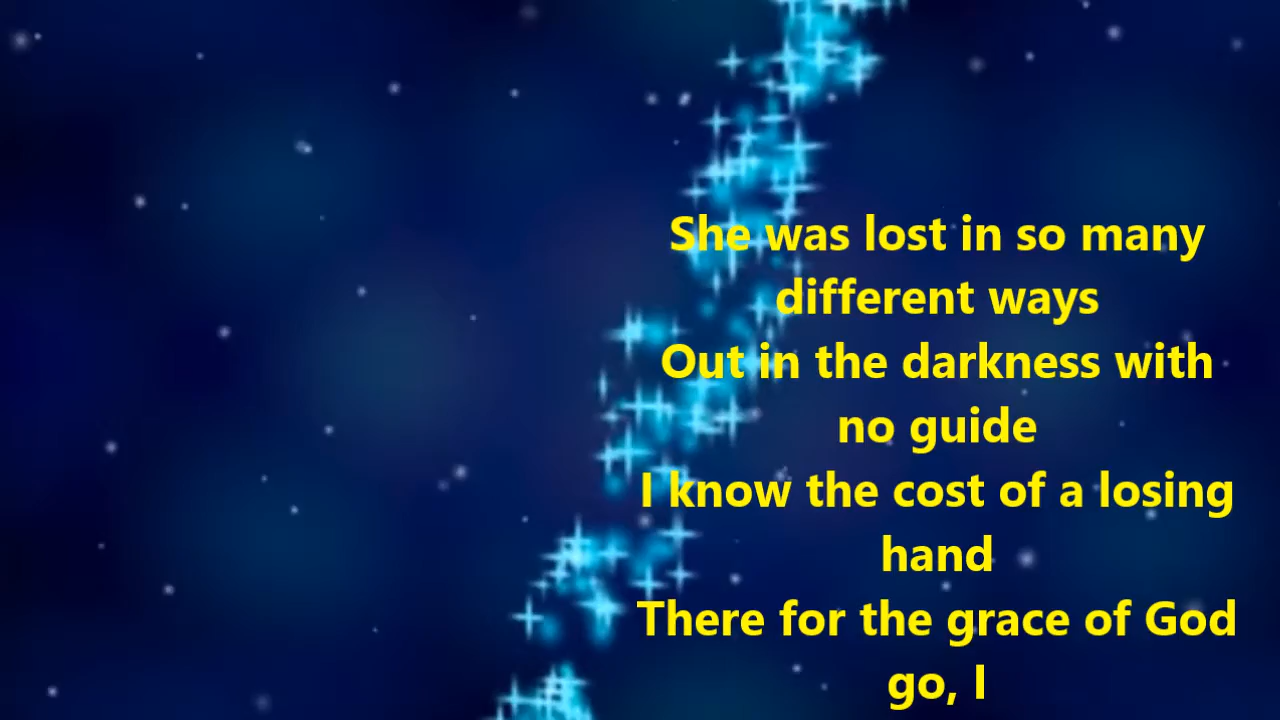 She was lost in so many
different ways
Out in the darkness with
no guide
I know the cost of a losing
hand
There for the grace of God
go, I